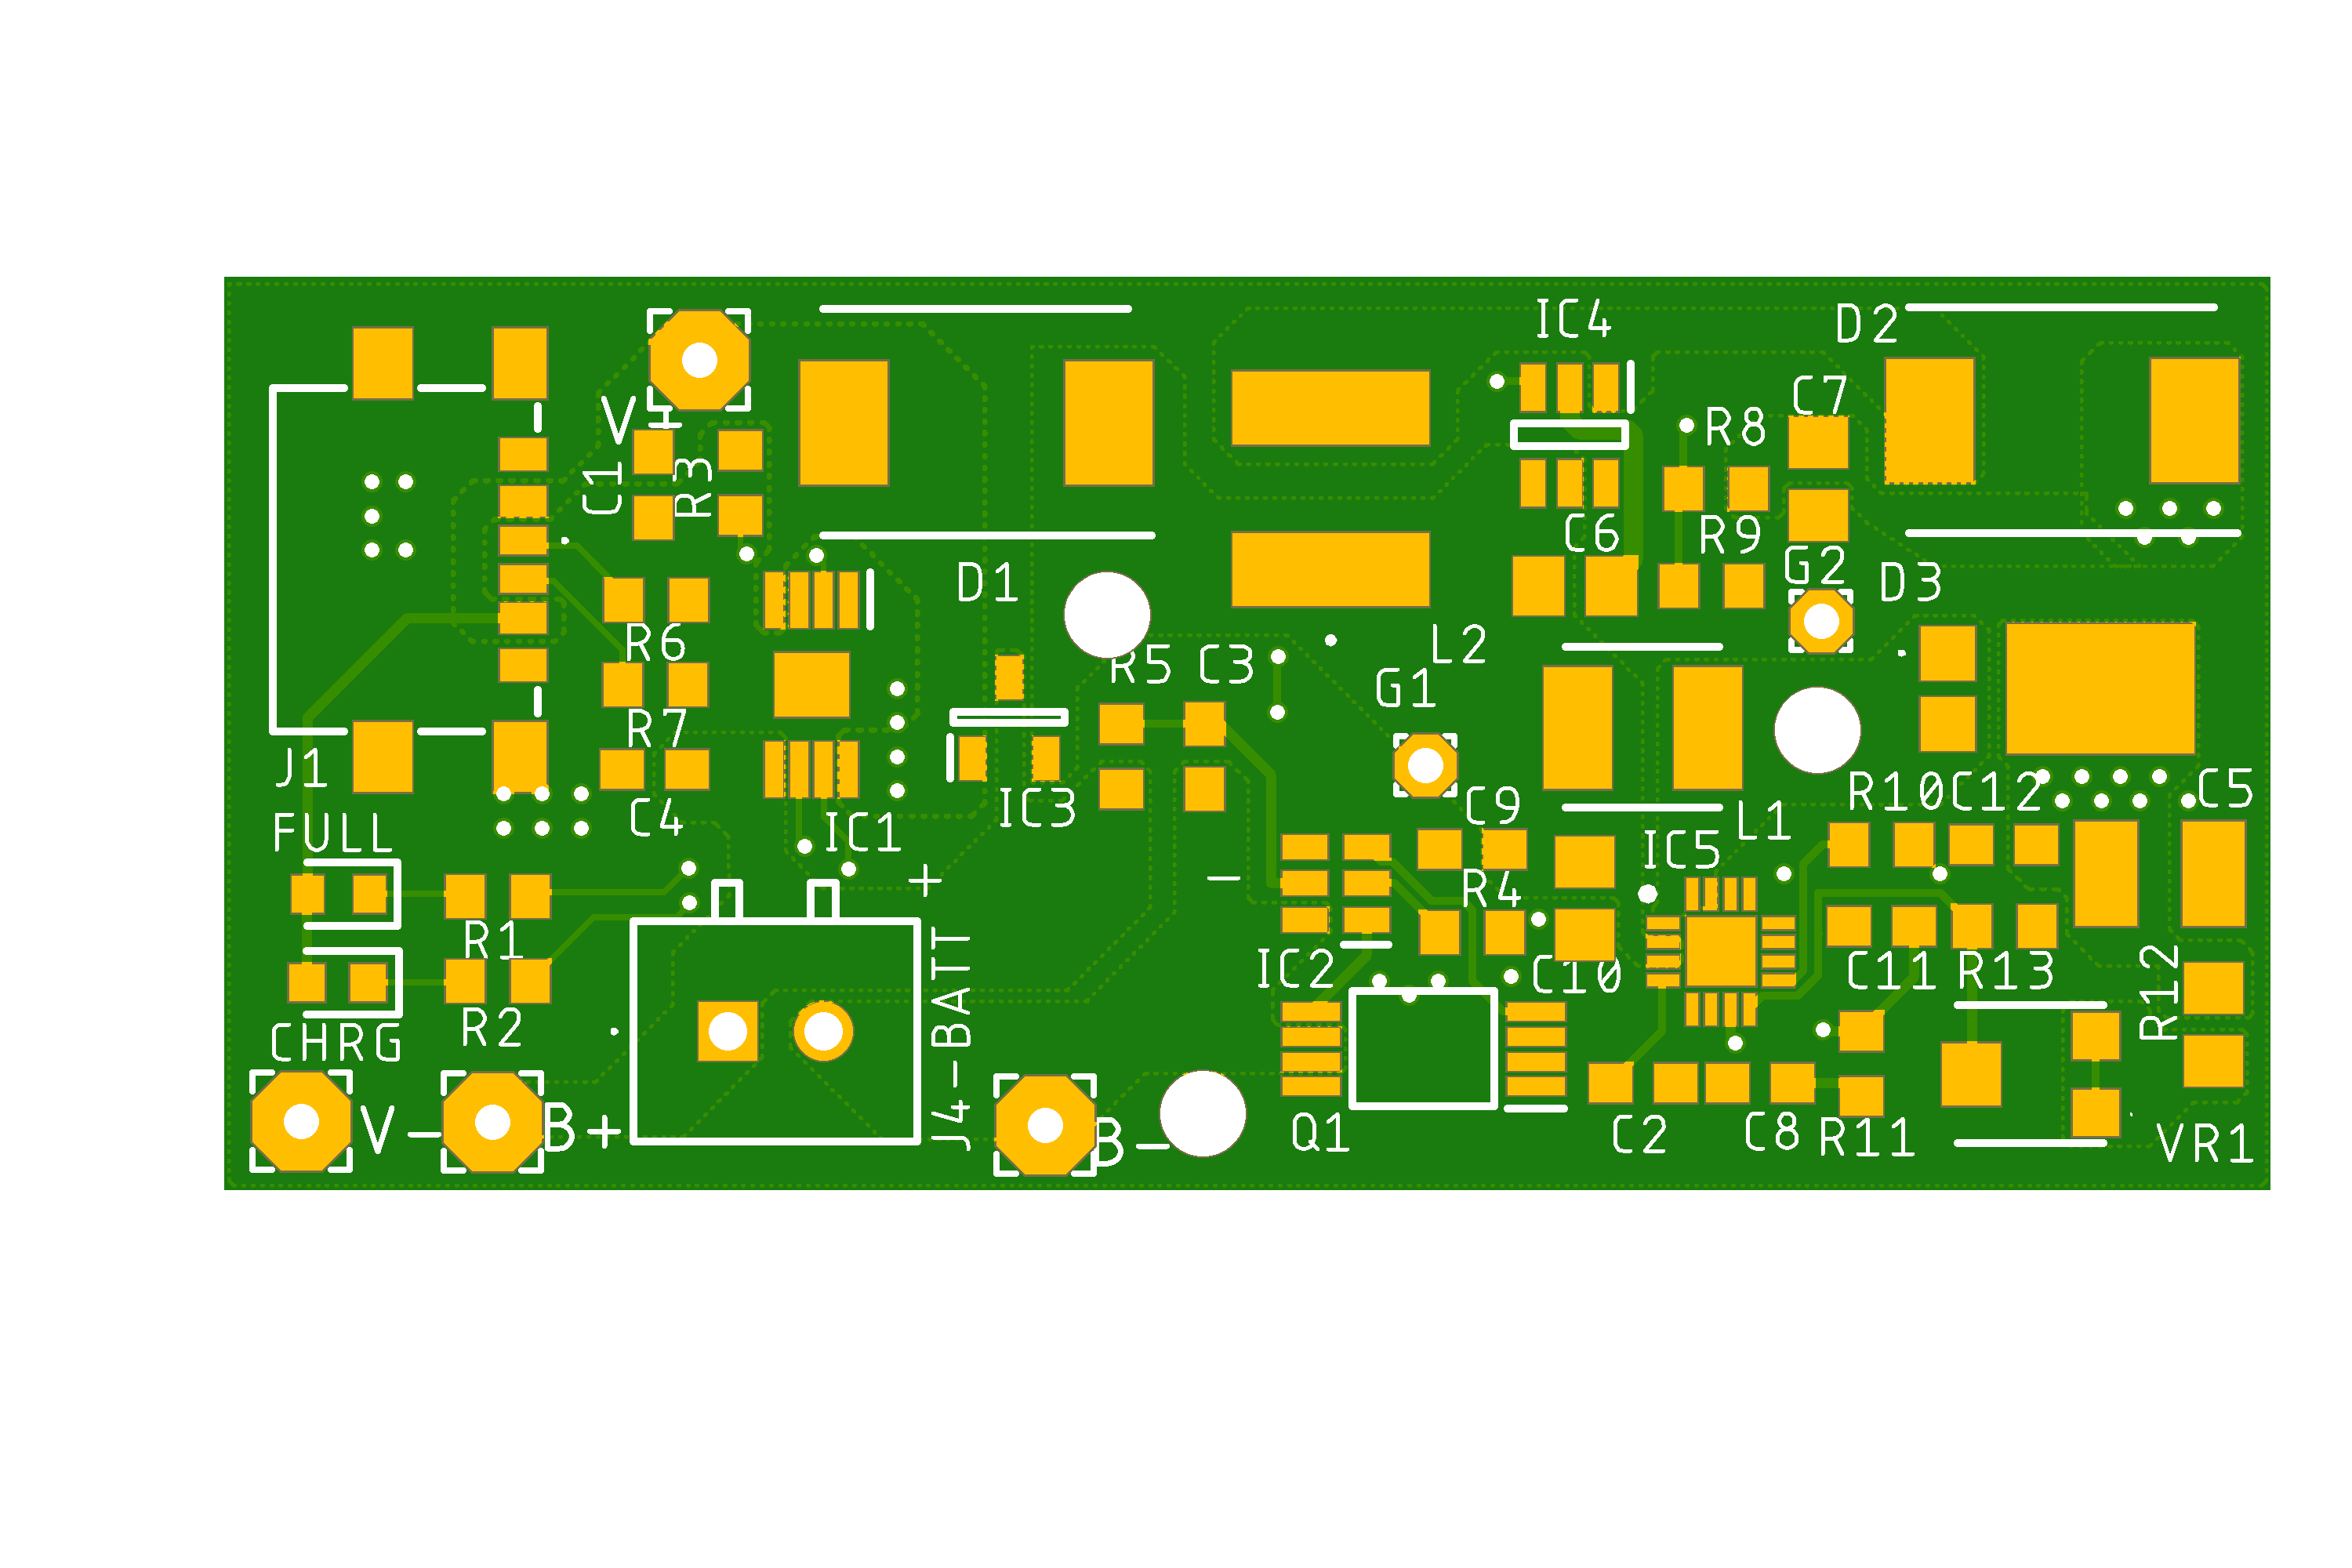 IC4
D2
C7
V+
R8
C1
R3
C6
R9
G2
D1
D3
R6
L2
R5
C3
G1
R7
J1
R10
C12
C5
IC3
C9
L1
FULL
C4
IC1
IC5
+
-
R4
R1
J4-BATT
IC2
C10
C11
R13
R12
R2
CHRG
V-
B+
B-
Q1
C2
C8
R11
VR1